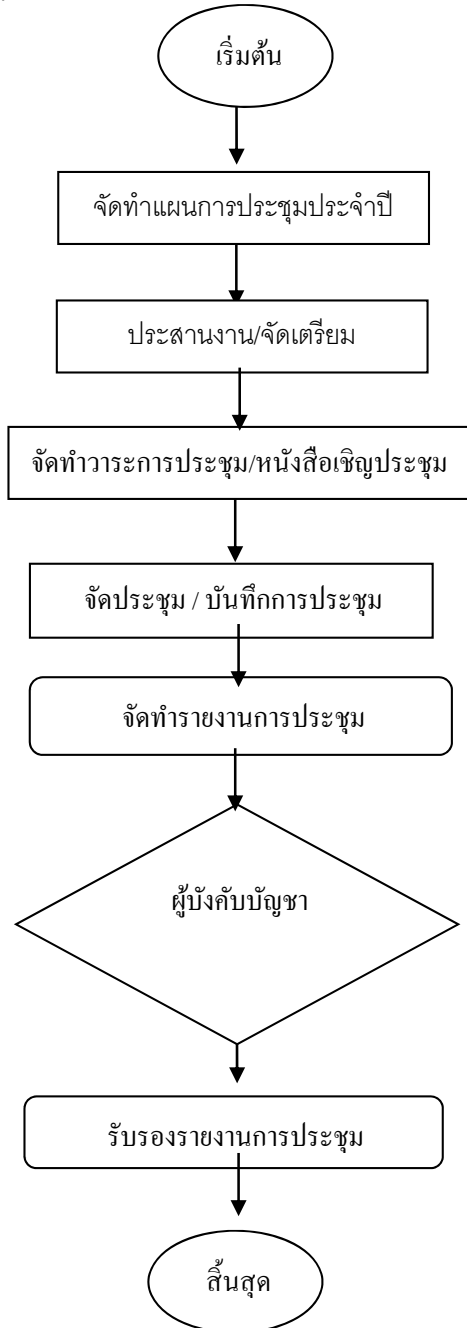 เริ่มต้น
จัดทำแผนการประชุมประจำปี
ประสานงาน/จัดเตรียม
จัดทำวาระการประชุม/หนังสือเชิญประชุม
จัดประชุม / บันทึกการประชุม
จัดทำรายงานการประชุม
ผู้บังคับบัญชา
รับรองรายงานการประชุม
สิ้นสุด